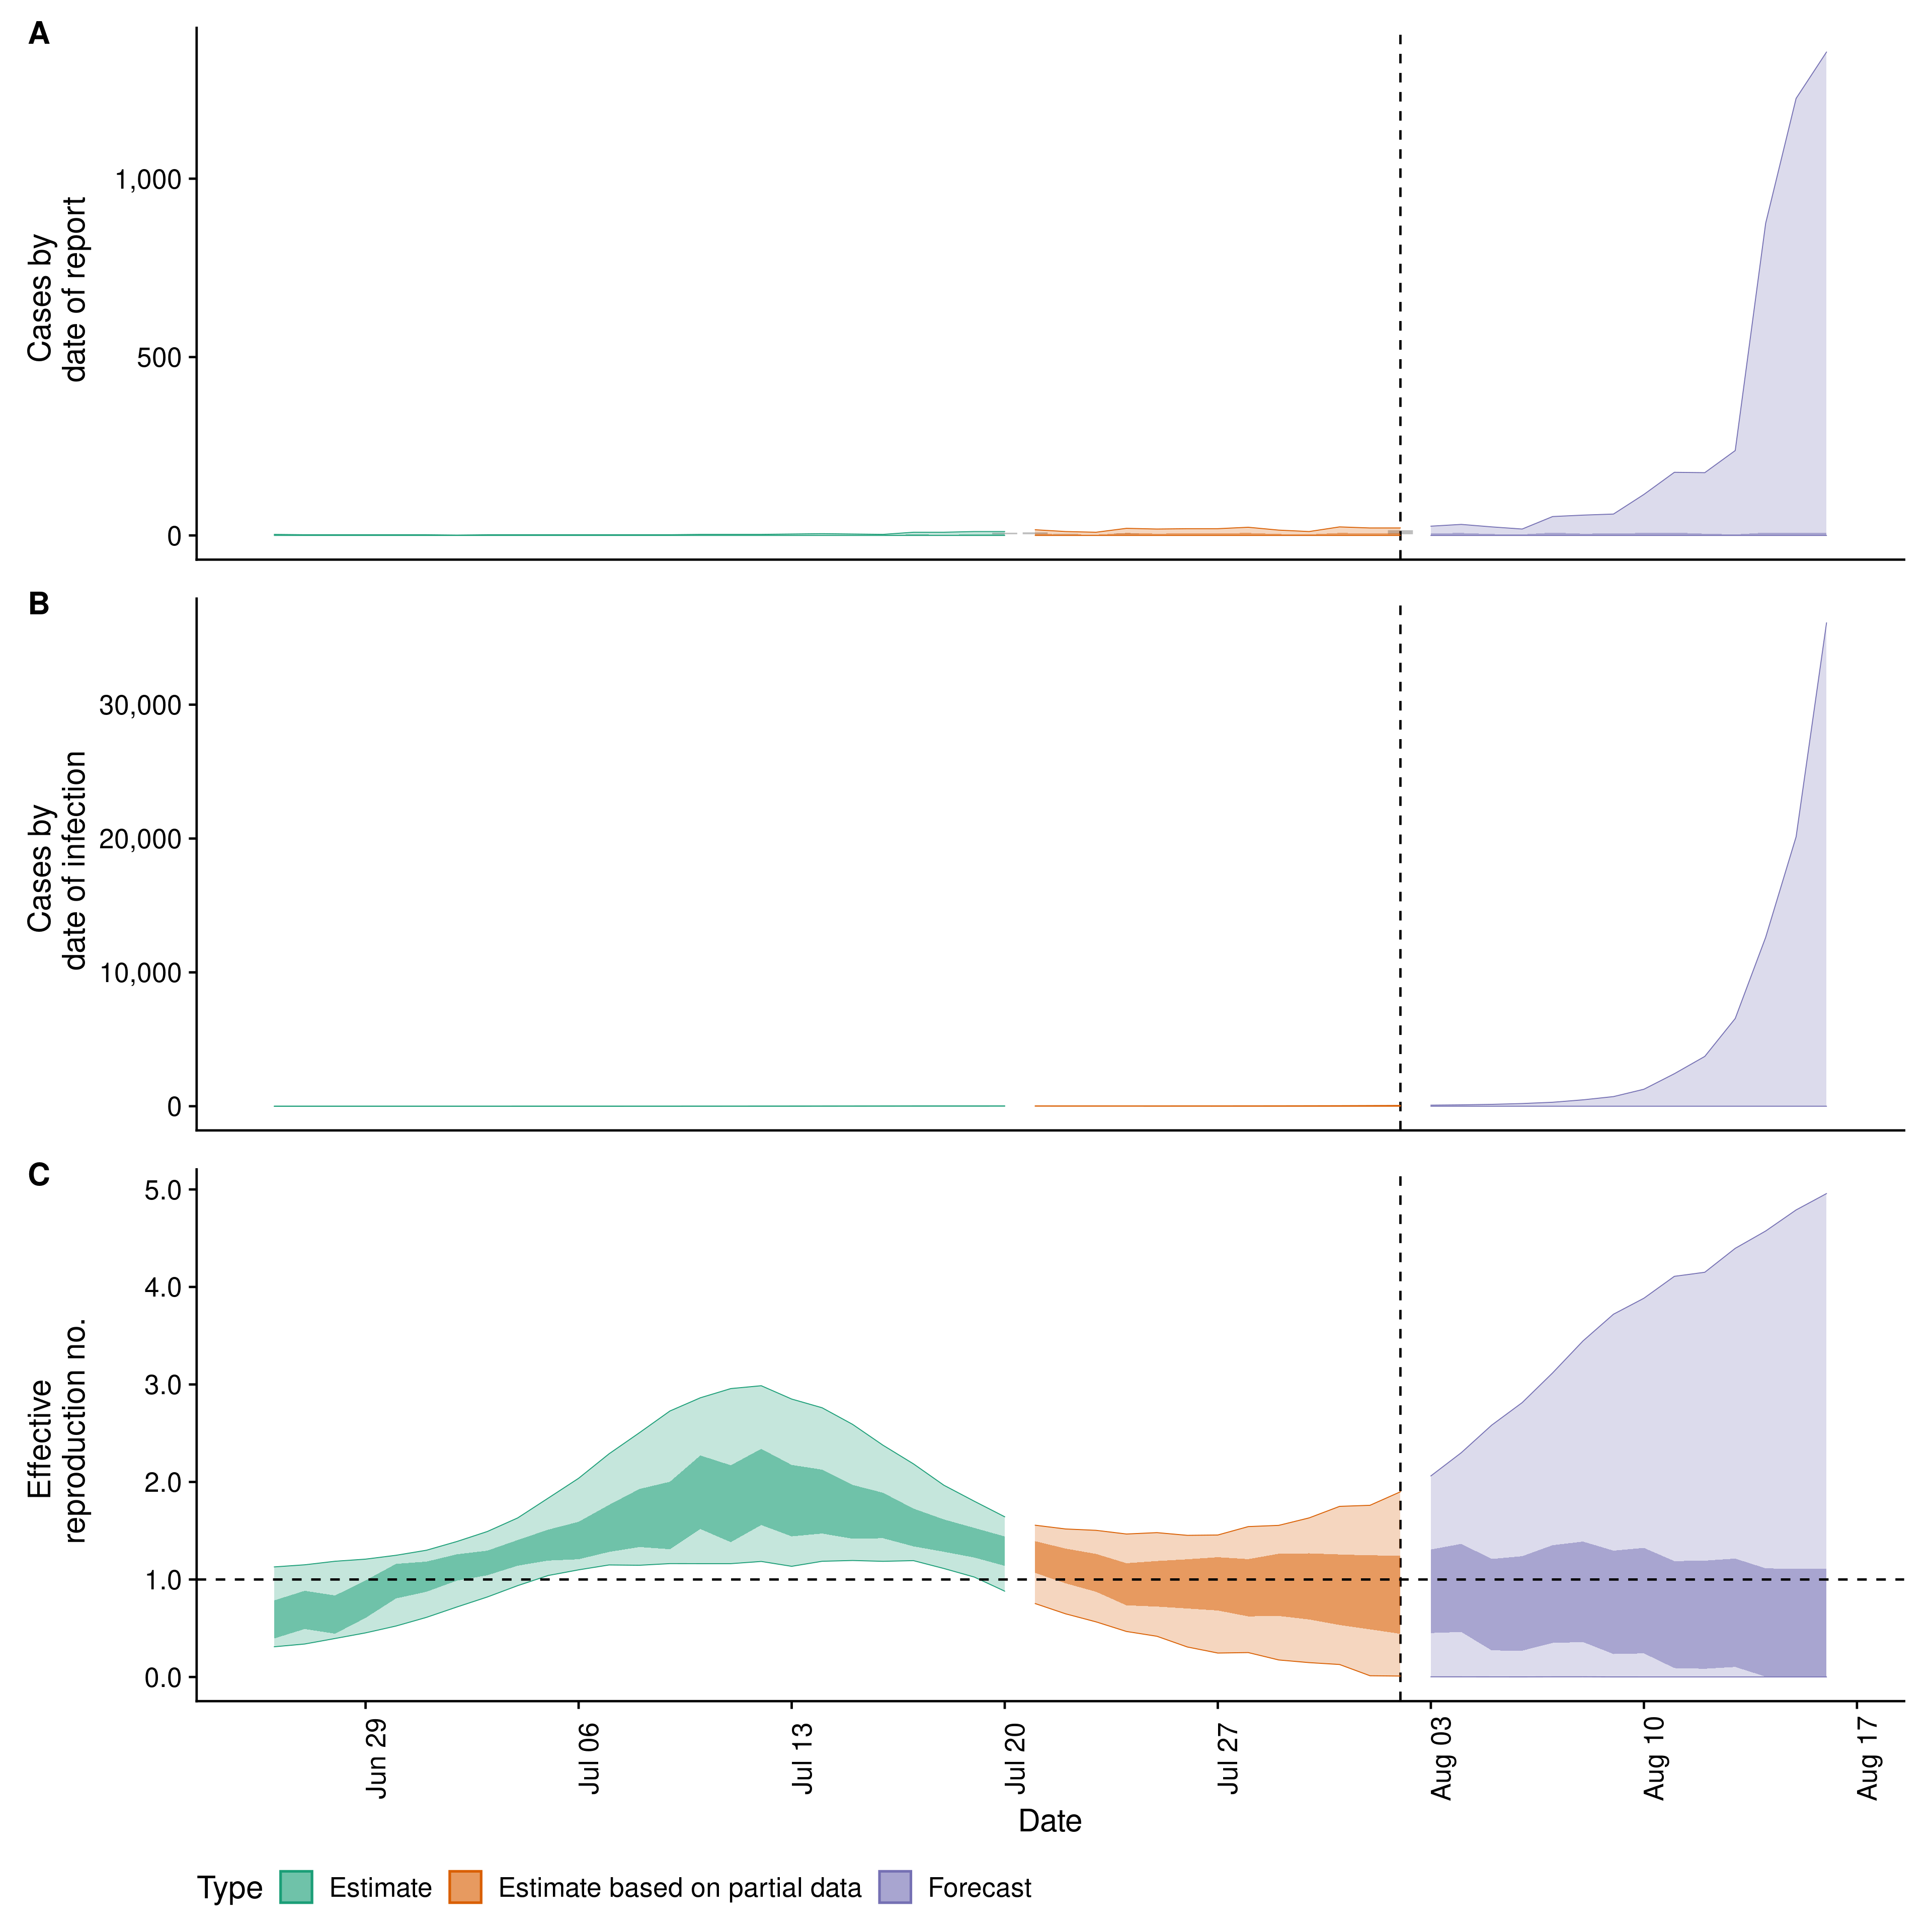 A
Cases by
date of report
1,000
500
0
B
Cases by
date of infection
30,000
20,000
10,000
0
C
Effective
reproduction no.
5.0
4.0
3.0
2.0
1.0
0.0
Jun 29
Jul 06
Jul 13
Jul 20
Jul 27
Aug 03
Aug 10
Aug 17
Date
Type Estimate Estimate based on partial data Forecast